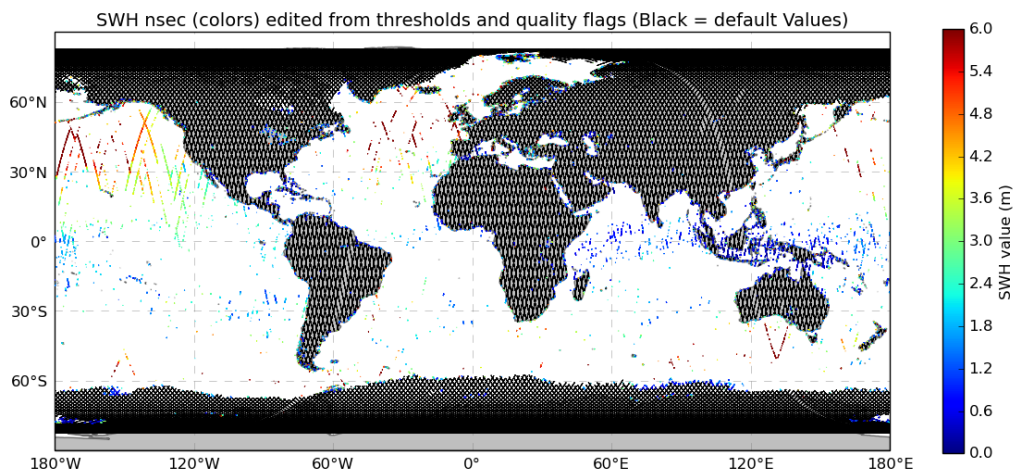 SWH nsec (colors) edited from thresholds and quality flags (Black = default Values)
60°N
30°N
0°
30°S
60°S
180°W
120°W
60°W
0°
60°E
120°E
180°E
6.0
5.4
4.8
4.2
3.6
3.0
2.4
1.8
1.2
0.6
0.0
SWH value (m)